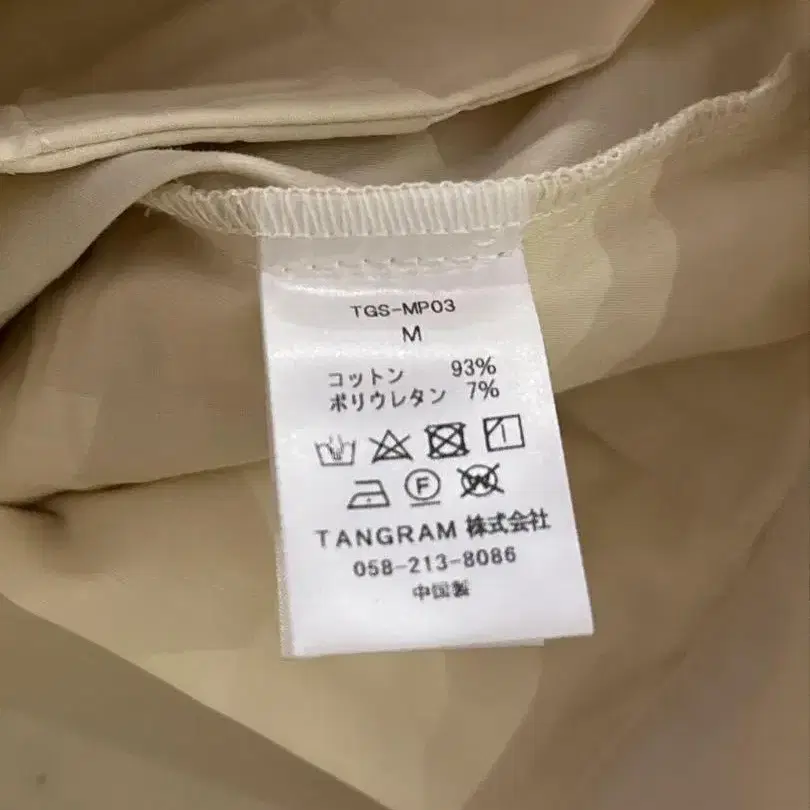 TGS-MP03
M
コットン 93%
ポリウレタン 7%
F
W
TANGRAM 株式会社
058-213-8086
中国製